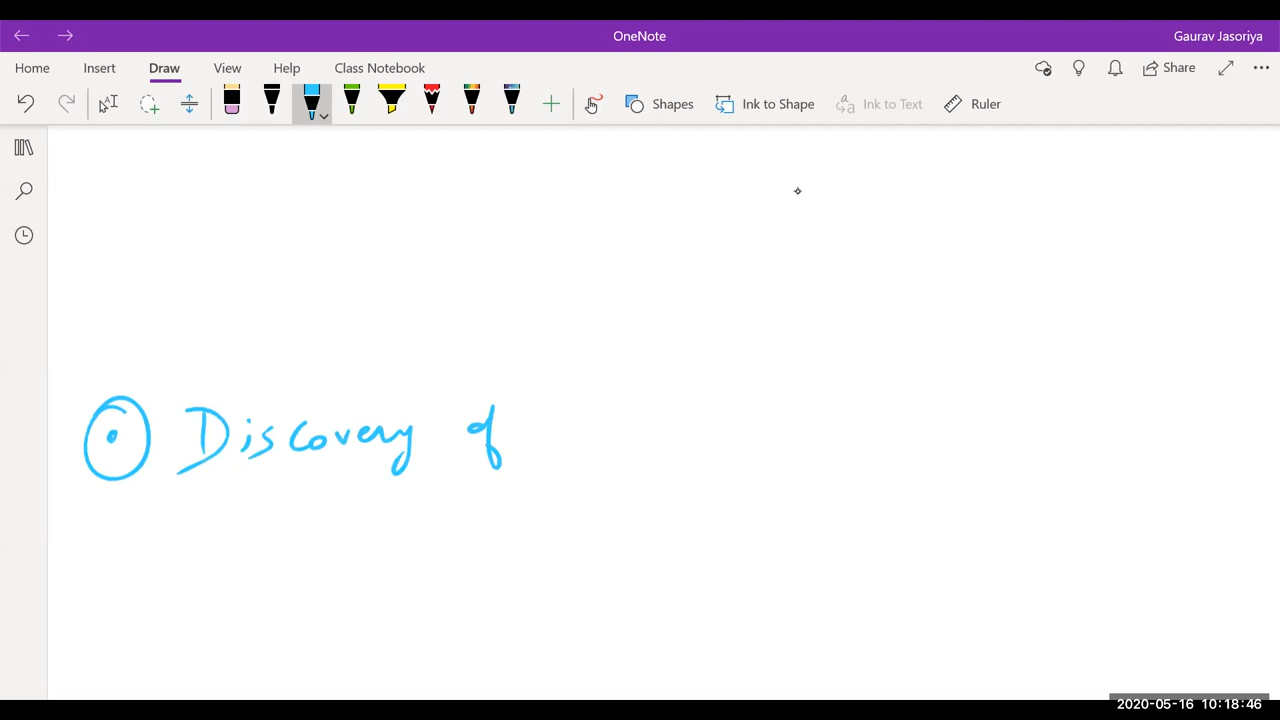 OneNote
Gaurav Jasoriya
Home Insert Draw View Help Class Notebook Share
Shapes Ink to Shape Ink to Text Ruler
Discovery of
2020-05-16 10:18:46